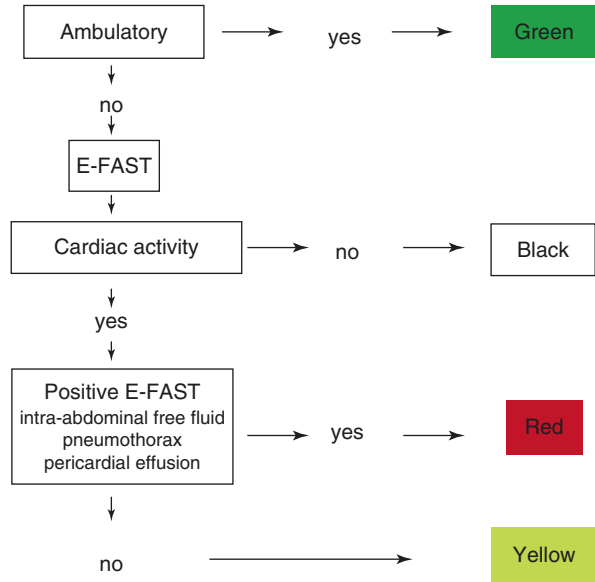 Ambulatory yes Green
no
E-FAST
Cardiac activity no Black
yes
Positive E-FAST
intra-abdominal free fluid
pneumothorax yes Red
pericardial effusion
no Yellow